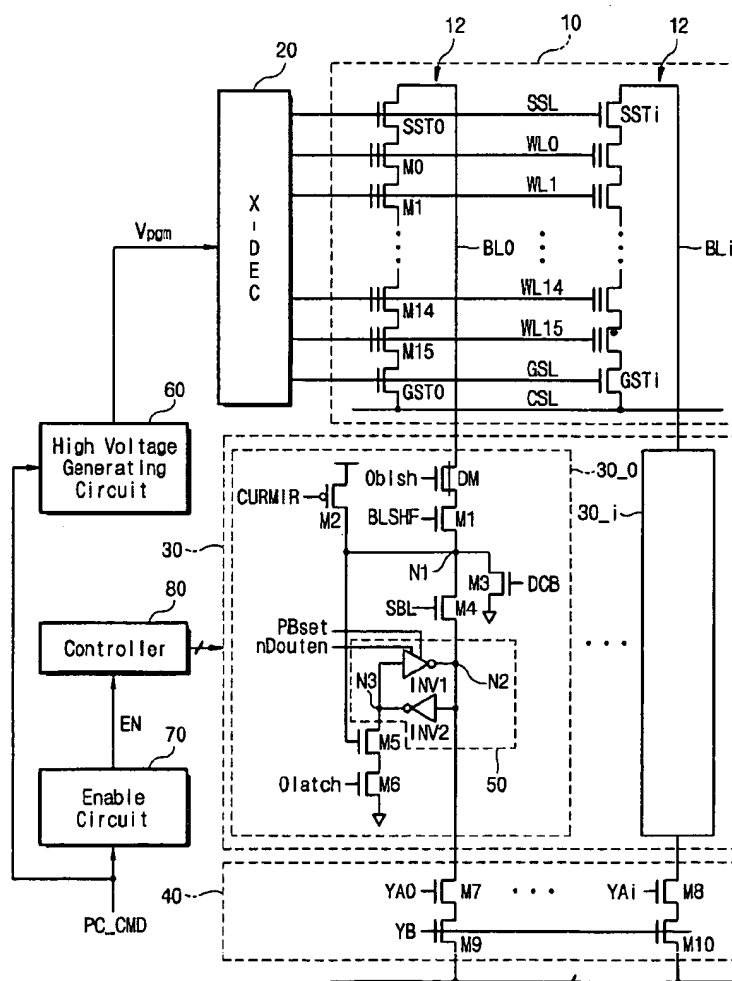 12
10
12
20
SSL
SST0
SSTi
WL0
M0
WL1
M1
X-DEC
Vpgm
BL0
BLi
WL14
M14
WL15
M15
GSL
GST0
GSTi
CSL
60
High Voltage
Generating
Circuit
Obish
DM
30_0
CURMIR
M2
BLSHF
M1
30_i
30
N1
M3
DCB
80
SBL
M4
PBset
nDouten
Controller
N3
INV1
N2
EN
INV2
70
M5
50
Enable
Circuit
Olatch
M6
40
YA0
M7
YAi
M8
PC_CMD
YB
M9
M10